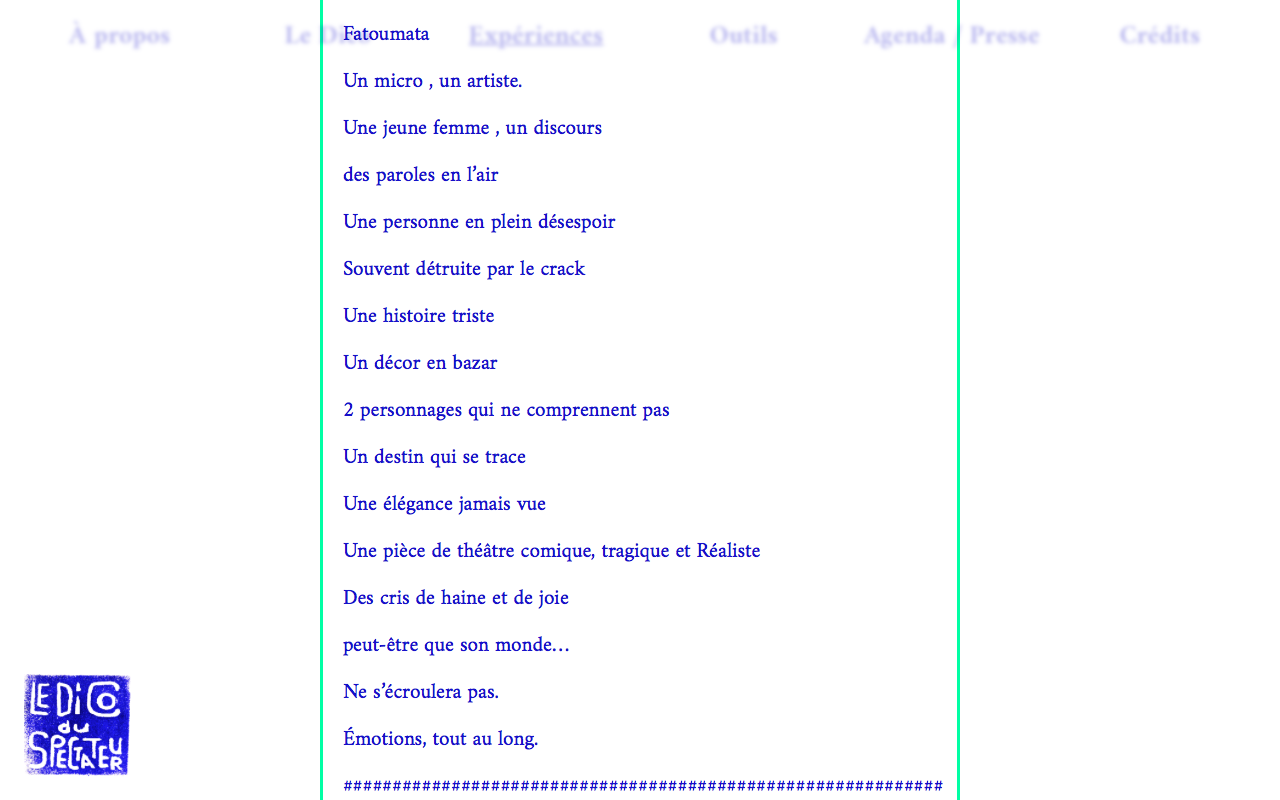 À propos Le Dico Expériences Outils Agenda / Presse Crédits
Fatoumata
Un micro , un artiste.
Une jeune femme , un discours
des paroles en l’air
Une personne en plein désespoir
Souvent détruite par le crack
Une histoire triste
Un décor en bazar
2 personnages qui ne comprennent pas
Un destin qui se trace
Une élégance jamais vue
Une pièce de théâtre comique, tragique et Réaliste
Des cris de haine et de joie
peut-être que son monde…
Ne s’écroulera pas.
Émotions, tout au long.
#############################################################
LE DiCO
du
SPECTATEUR